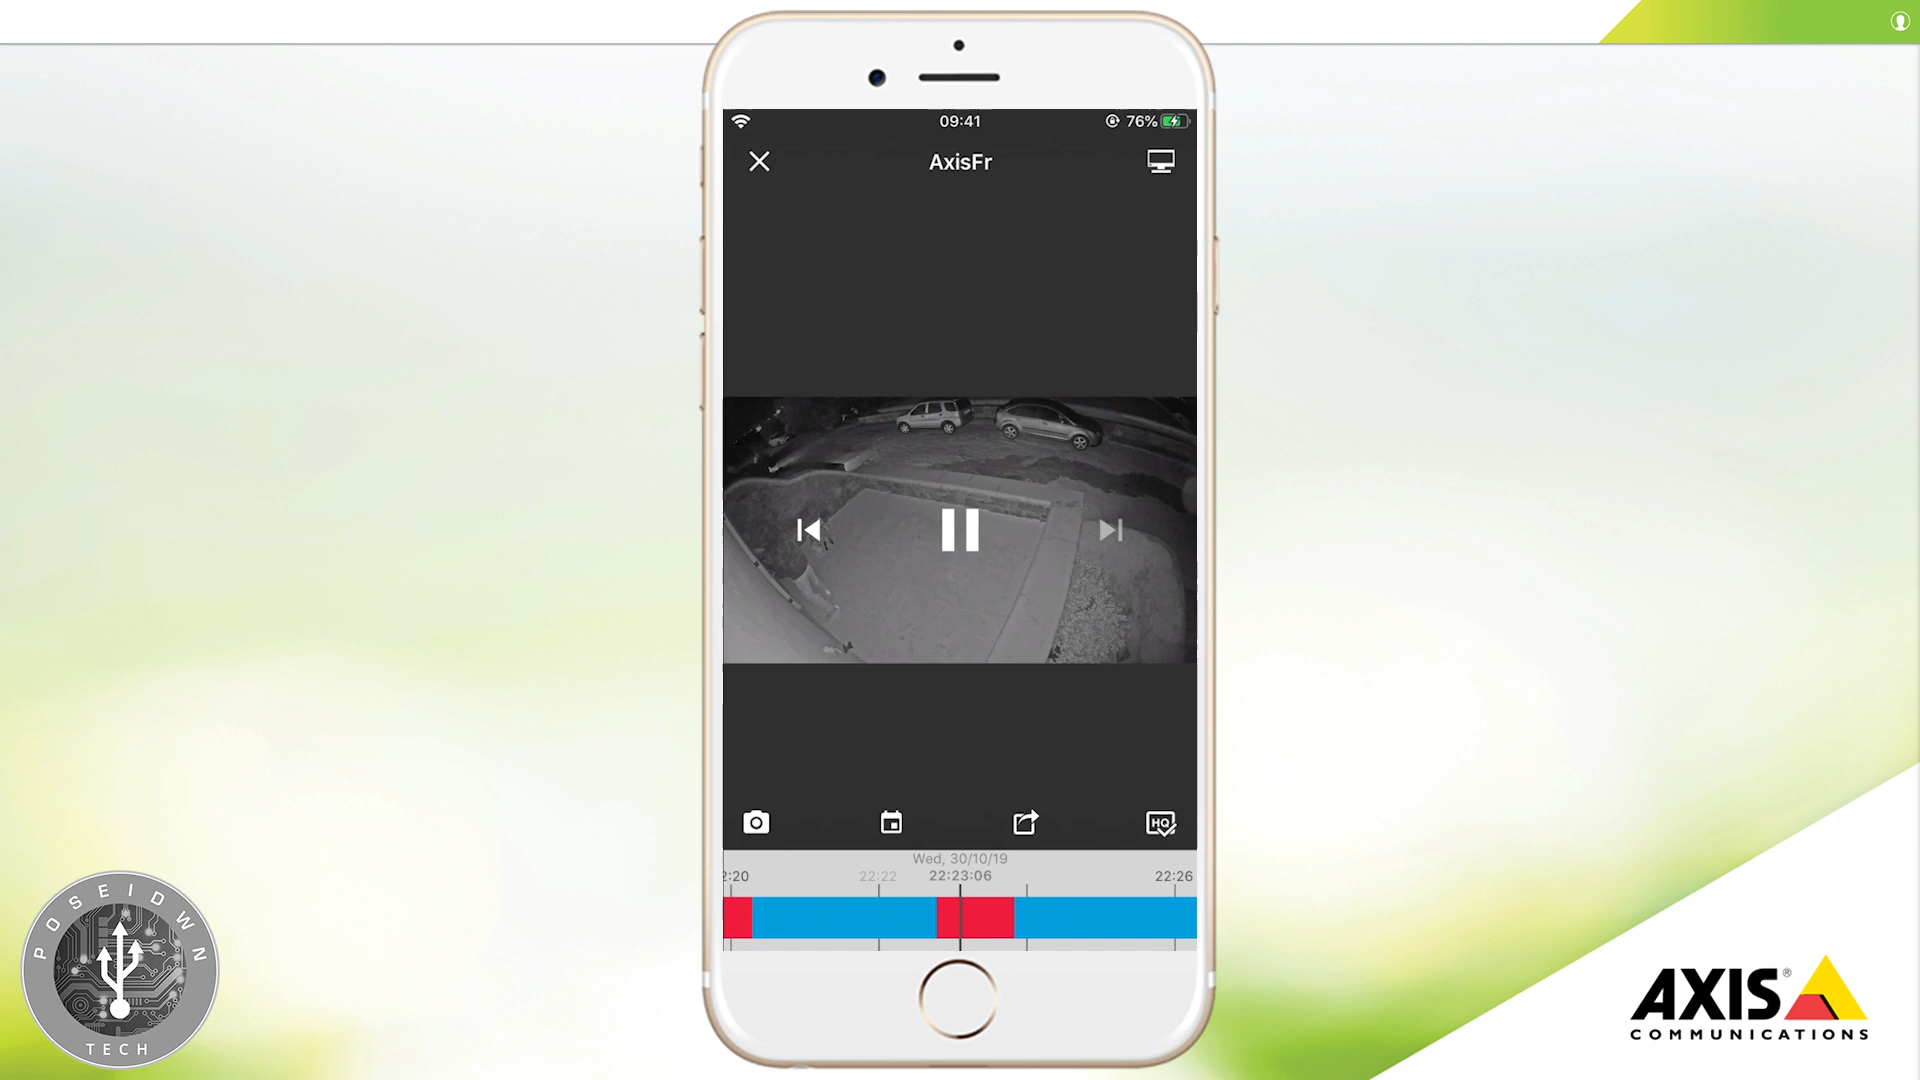 09:41
76%
AxisFr
HQ
Wed, 30/10/19
2:20
22:22
22:23:06
22:26
POSEIDWN
TECH
AXIS®
COMMUNICATIONS